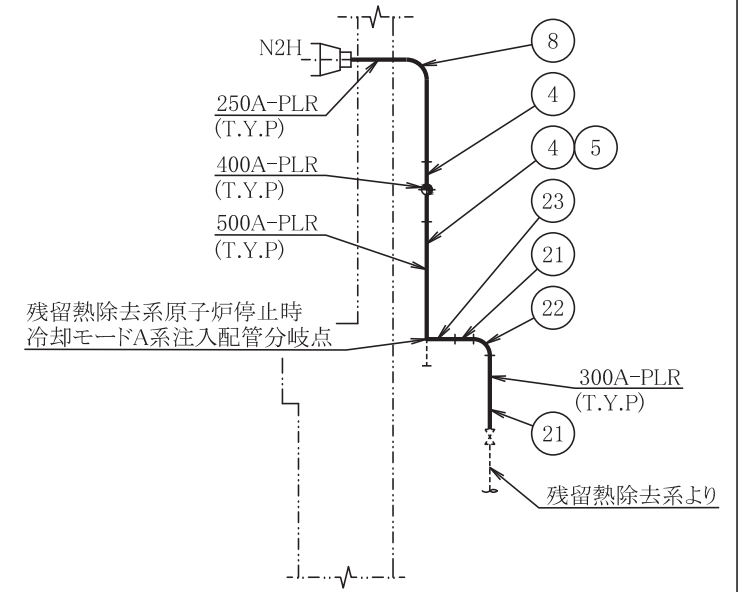 N2H
8
250A-PLR
(T.Y.P)
4
400A-PLR
(T.Y.P)
4
5
23
500A-PLR
(T.Y.P)
21
残留熱除去系原子炉停止時
冷却モードA系注入配管分岐点
22
300A-PLR
(T.Y.P)
21
残留熱除去系より